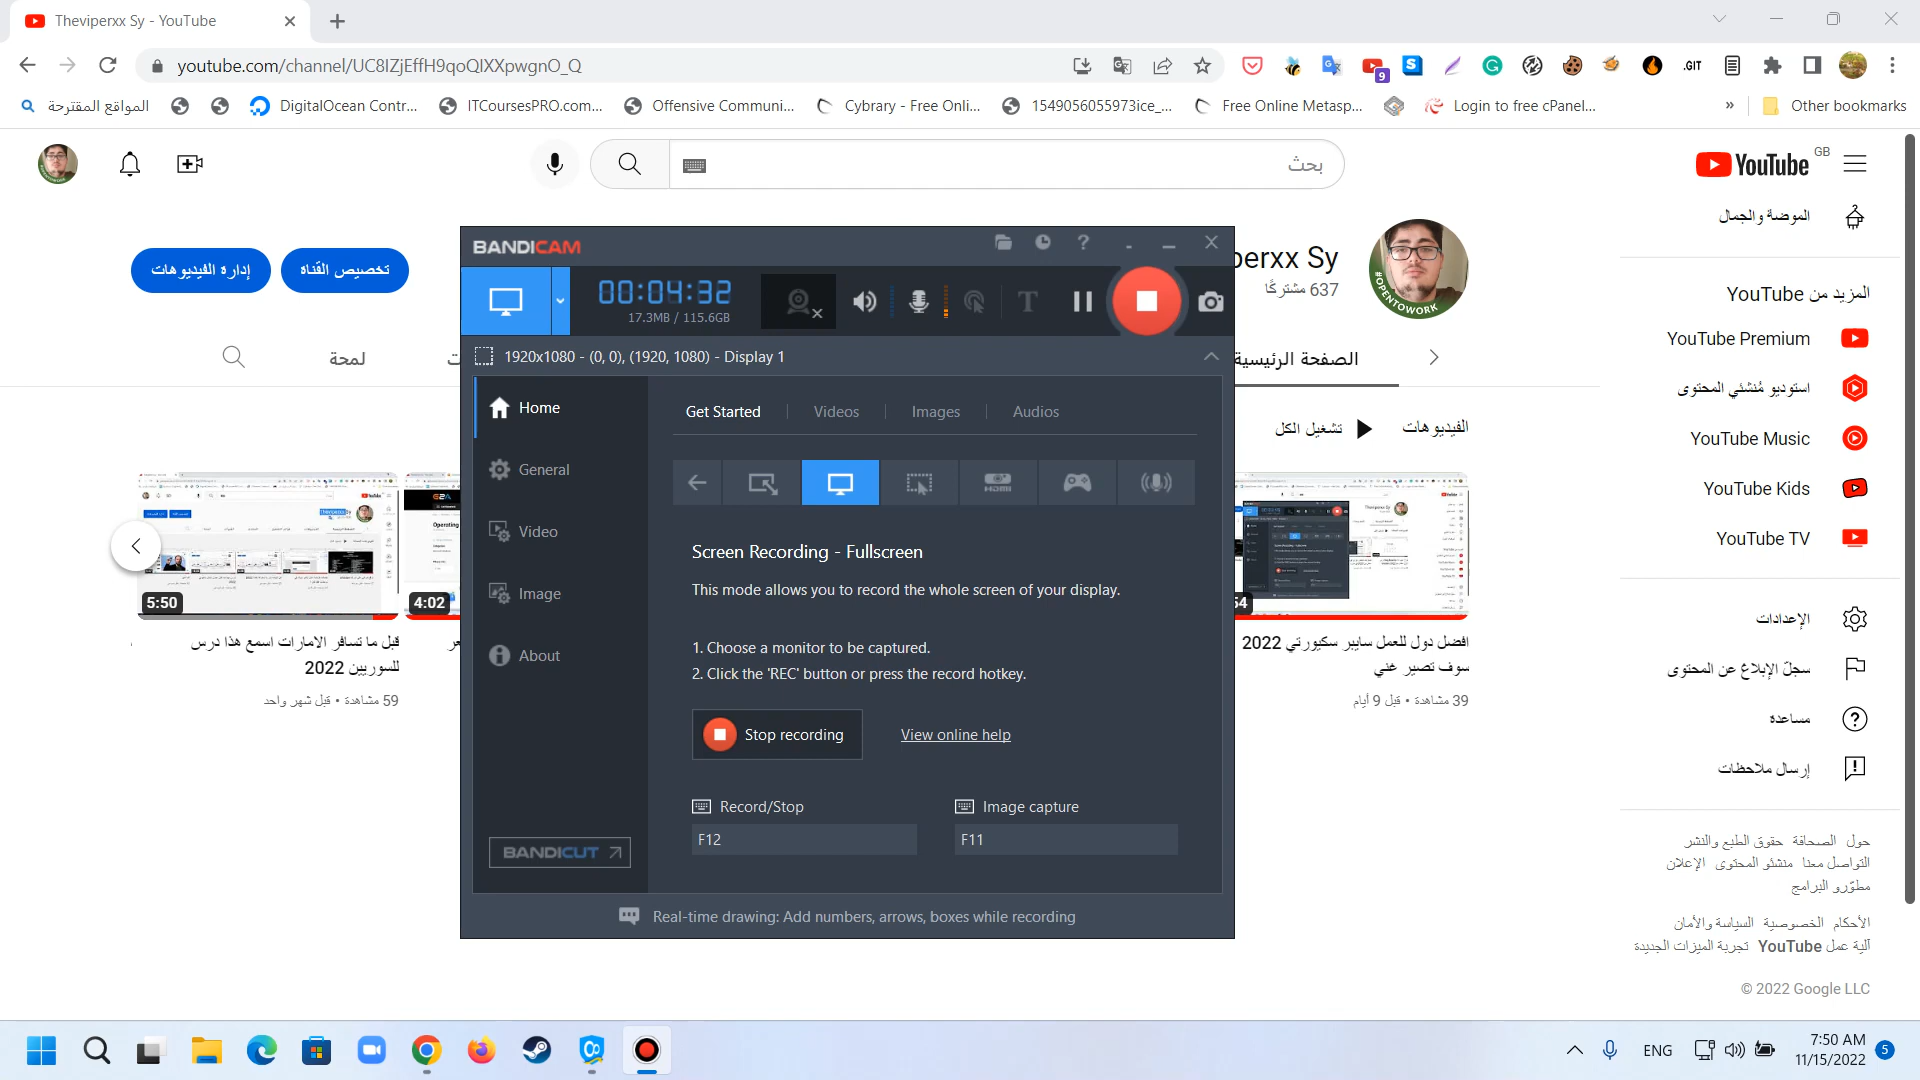 Theviperxx Sy - YouTube
youtube.com/channel/UC8IZjEffH9qoQIXXpwgnO_Q
9
.GIT
المواقع المقترحة
DigitalOcean Contr...
ITCoursesPRO.com...
Offensive Communi...
Cybrary - Free Onli...
1549056055973ice_...
Free Online Metasp...
Login to free cPanel...
»
Other bookmarks
بحث
YouTube
GB
إدارة الفيديوهات
تخصيص القناة
perxx Sy
637 مشتركًا
#OPENTOWORK
لمحة
الصفحة الرئيسية
الفيديوهات
تشغيل الكل
5:50
4:02
54
قبل ما تسافر الامارات اسمع هذا درس
للسوريين 2022
59 مشاهدة • قبل شهر واحد
افضل دول للعمل سايبر سكيورتي 2022
سوف تصير غني
39 مشاهدة • قبل 9 أيام
BANDICAM
00:04:32
17.3MB / 115.6GB
1920x1080 - (0, 0), (1920, 1080) - Display 1
Home
General
Video
Image
About
BANDICUT
Get Started
Videos
Images
Audios
HDMI
Screen Recording - Fullscreen
This mode allows you to record the whole screen of your display.
1. Choose a monitor to be captured.
2. Click the 'REC' button or press the record hotkey.
Stop recording
View online help
Record/Stop
Image capture
F12
F11
Real-time drawing: Add numbers, arrows, boxes while recording
الموضة والجمال
المزيد من YouTube
YouTube Premium
استوديو مُنشئي المحتوى
YouTube Music
YouTube Kids
YouTube TV
الإعدادات
سجلّ الإبلاغ عن المحتوى
مساعدة
إرسال ملاحظات
حول الصحافة حقوق الطبع والنشر
التواصل معنا منشئو المحتوى الإعلان
مطوّرو البرامج
الأحكام الخصوصية السياسة والأمان
آلية عمل YouTube تجربة الميزات الجديدة
© 2022 Google LLC
ENG
7:50 AM
11/15/2022
5